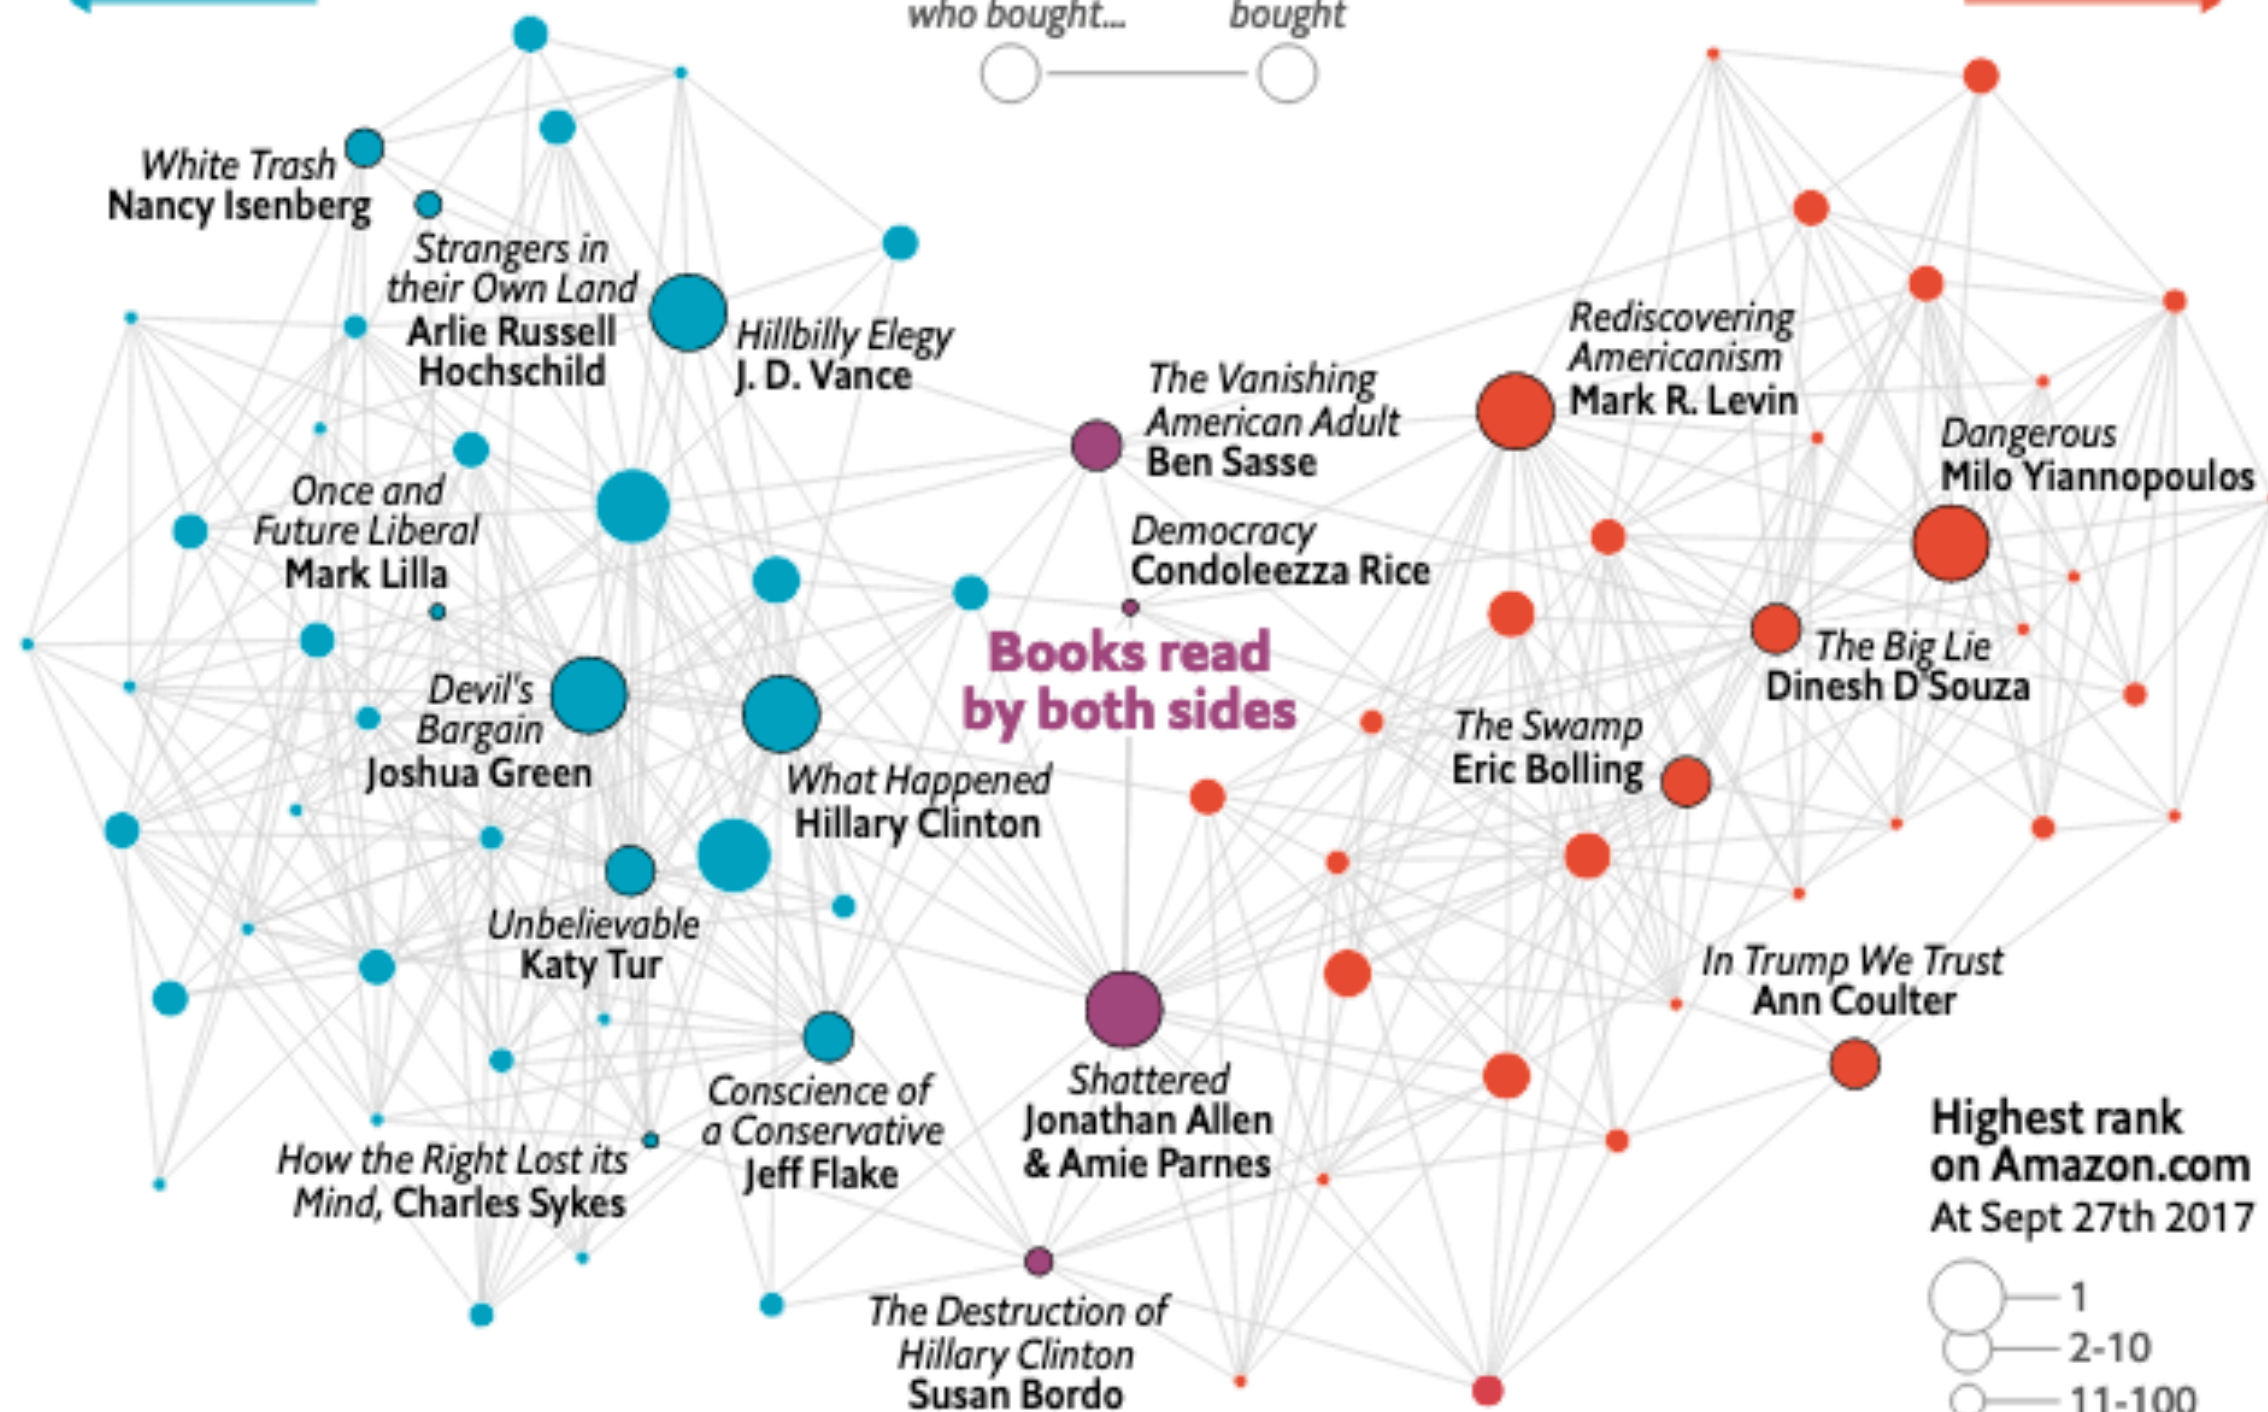 who bought... bought
White Trash
Nancy Isenberg
Strangers in
their Own Land
Arlie Russell
Hochschild
Hillbilly Elegy
J. D. Vance
The Vanishing
American Adult
Ben Sasse
Rediscovering
Americanism
Mark R. Levin
Dangerous
Milo Yiannopoulos
Once and
Future Liberal
Mark Lilla
Democracy
Condoleezza Rice
Books read
by both sides
The Big Lie
Dinesh D'Souza
Devil's
Bargain
Joshua Green
The Swamp
Eric Bolling
What Happened
Hillary Clinton
Unbelievable
Katy Tur
In Trump We Trust
Ann Coulter
Conscience of
a Conservative
Jeff Flake
Shattered
Jonathan Allen
& Amie Parnes
How the Right Lost its
Mind, Charles Sykes
The Destruction of
Hillary Clinton
Susan Bordo
Highest rank
on Amazon.com
At Sept 27th 2017
1
2-10
11-100